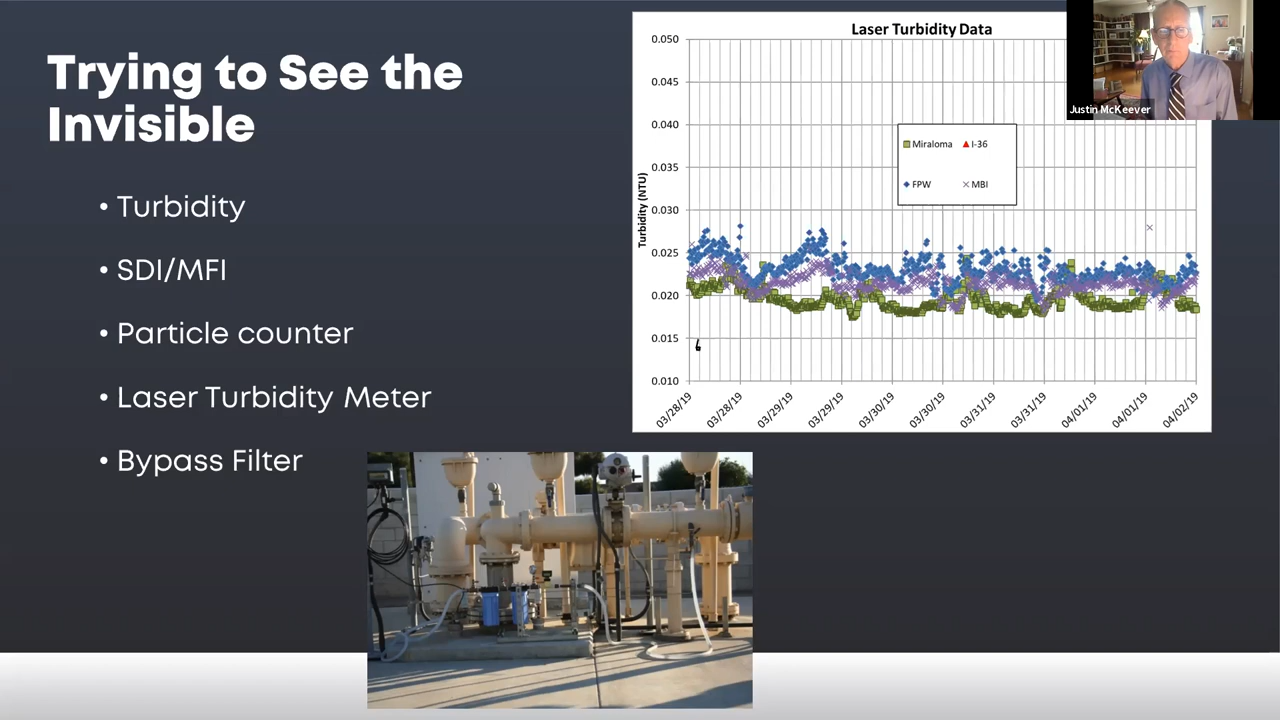 Trying to See the
Invisible
• Turbidity
• SDI/MFI
• Particle counter
• Laser Turbidity Meter
• Bypass Filter
Laser Turbidity Data
Turbidity (NTU)
0.050
0.045
0.040
0.035
0.030
0.025
0.020
0.015
0.010
Miraloma I-36
FPW MBI
03/28/19 03/28/19 03/29/19 03/29/19 03/30/19 03/30/19 03/31/19 03/31/19 04/01/19 04/01/19 04/02/19
Justin McKeever